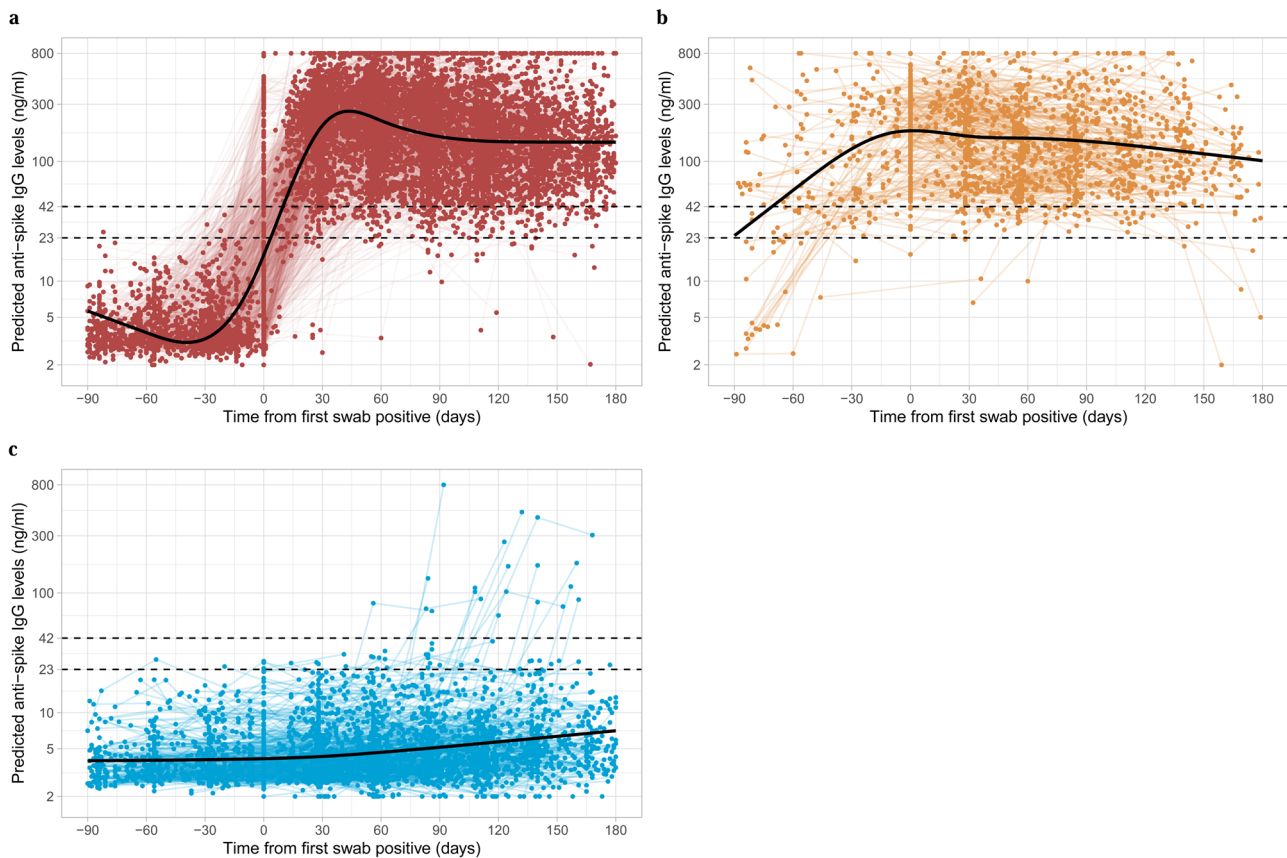 a
Predicted anti−spike IgG levels (ng/ml)
800
300
100
42
23
10
5
2
−90 −60 −30 0 30 60 90 120 150 180
Time from first swab positive (days)
b
Predicted anti−spike IgG levels (ng/ml)
800
300
100
42
23
10
5
2
−90 −60 −30 0 30 60 90 120 150 180
Time from first swab positive (days)
c
Predicted anti−spike IgG levels (ng/ml)
800
300
100
42
23
10
5
2
−90 −60 −30 0 30 60 90 120 150 180
Time from first swab positive (days)